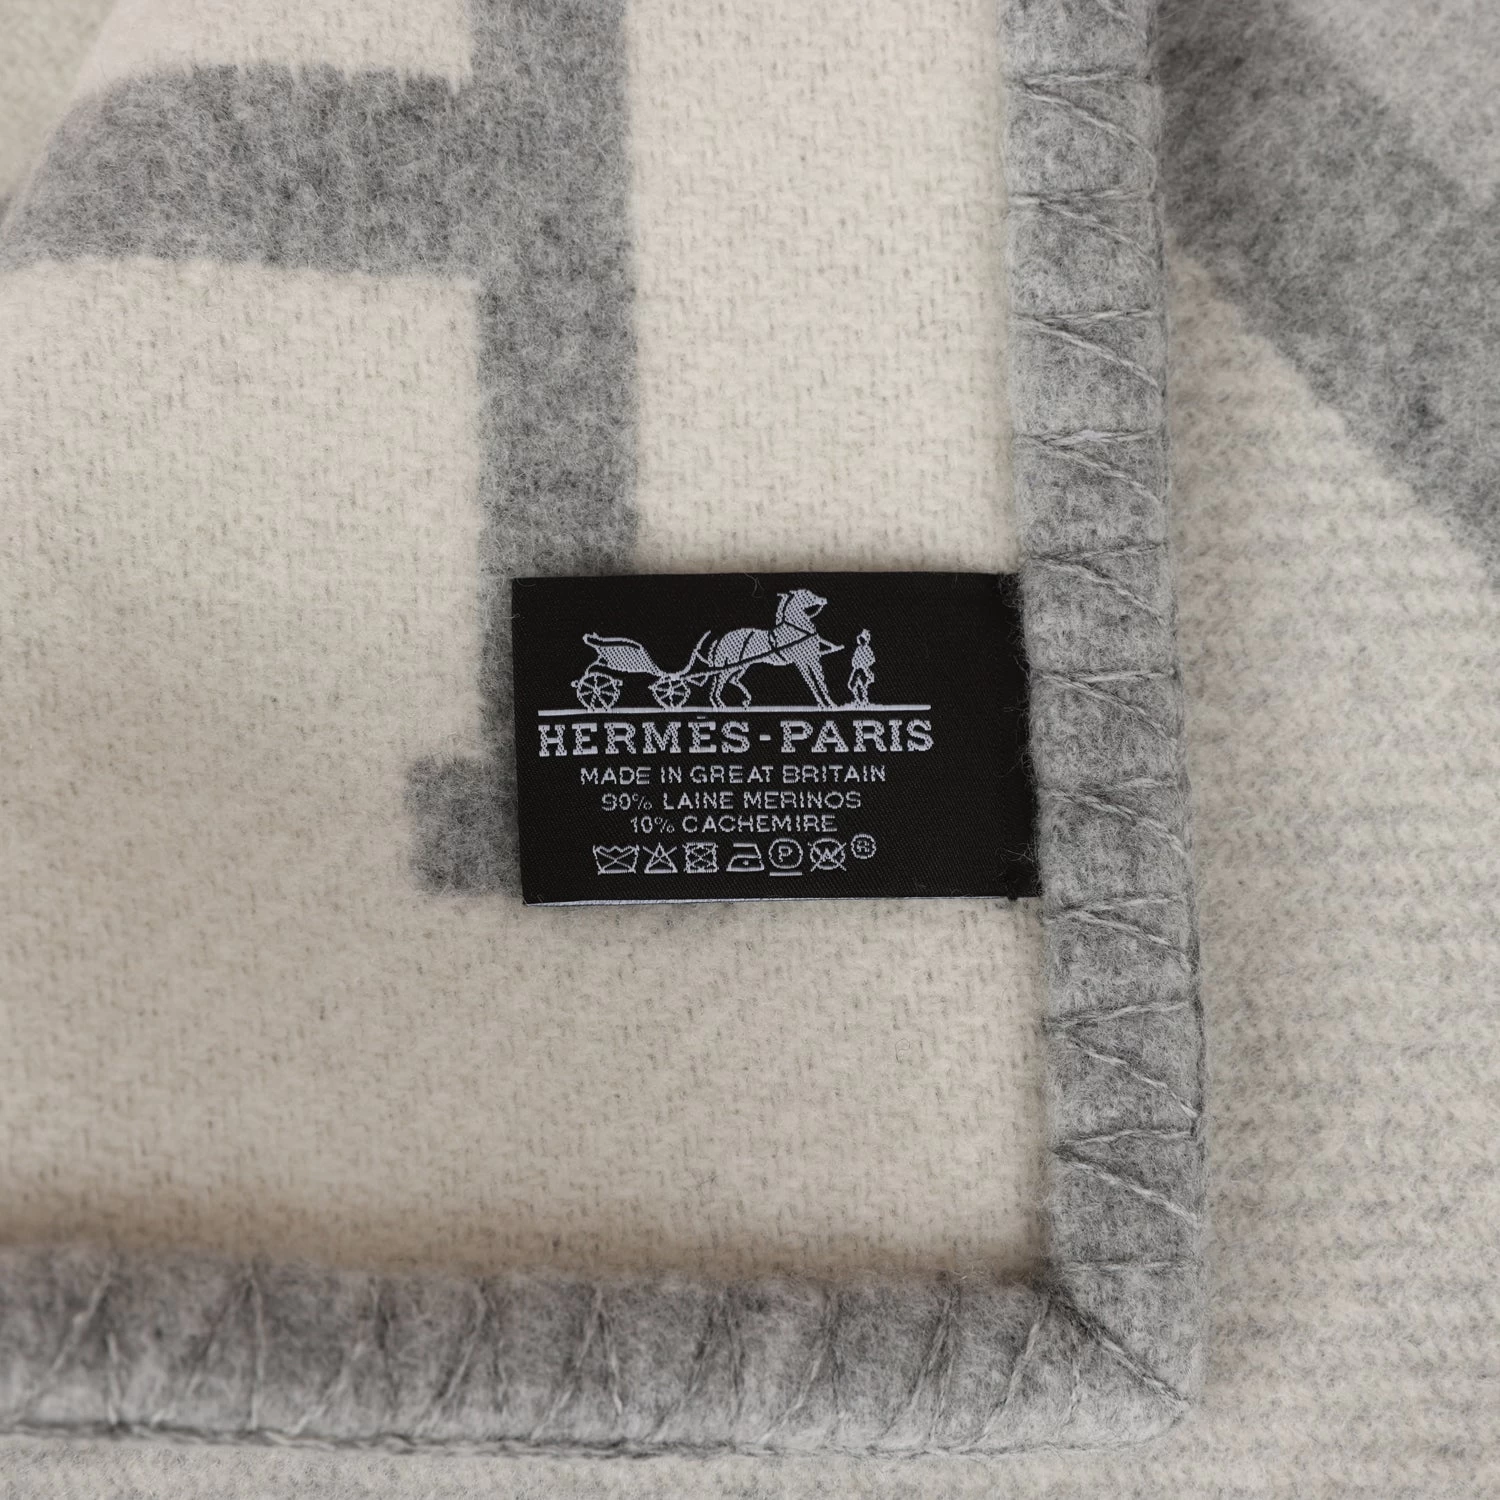 HERMÈS-PARIS
MADE IN GREAT BRITAIN
90% LAINE MERINOS
10% CACHEMIRE
P ®